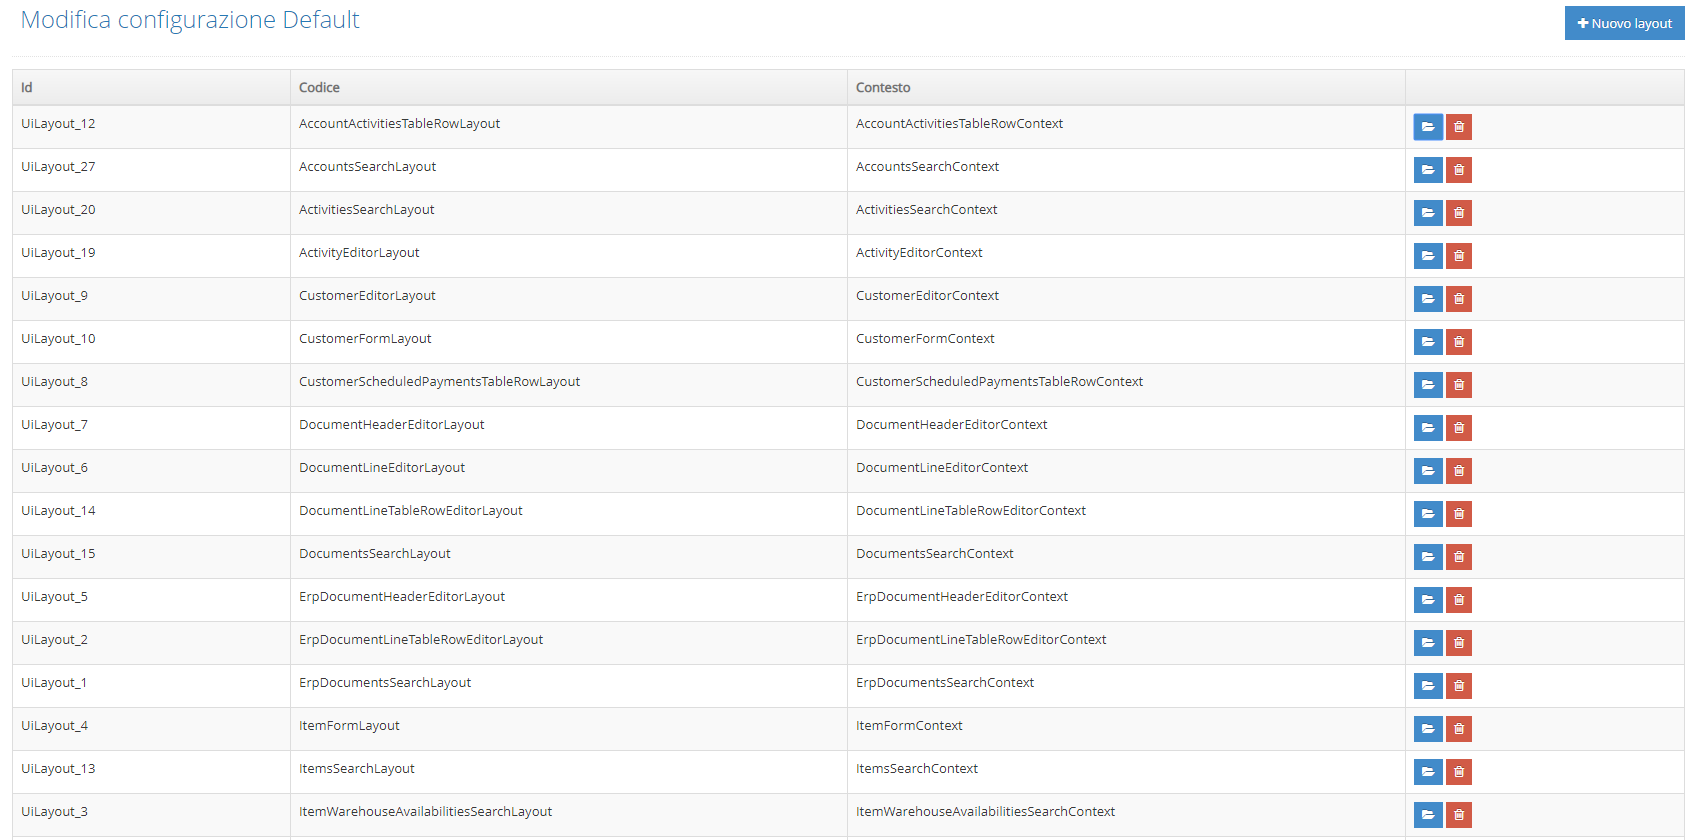 Modifica configurazione Default
Nuovo layout
Id Codice Contesto
UiLayout_12 AccountActivitiesTableRowLayout AccountActivitiesTableRowContext
UiLayout_27 AccountsSearchLayout AccountsSearchContext
UiLayout_20 ActivitiesSearchLayout ActivitiesSearchContext
UiLayout_19 ActivityEditorLayout ActivityEditorContext
UiLayout_9 CustomerEditorLayout CustomerEditorContext
UiLayout_10 CustomerFormLayout CustomerFormContext
UiLayout_8 CustomerScheduledPaymentsTableRowLayout CustomerScheduledPaymentsTableRowContext
UiLayout_7 DocumentHeaderEditorLayout DocumentHeaderEditorContext
UiLayout_6 DocumentLineEditorLayout DocumentLineEditorContext
UiLayout_14 DocumentLineTableRowEditorLayout DocumentLineTableRowEditorContext
UiLayout_15 DocumentsSearchLayout DocumentsSearchContext
UiLayout_5 ErpDocumentHeaderEditorLayout ErpDocumentHeaderEditorContext
UiLayout_2 ErpDocumentLineTableRowEditorLayout ErpDocumentLineTableRowEditorContext
UiLayout_1 ErpDocumentsSearchLayout ErpDocumentsSearchContext
UiLayout_4 ItemFormLayout ItemFormContext
UiLayout_13 ItemsSearchLayout ItemsSearchContext
UiLayout_3 ItemWarehouseAvailabilitiesSearchLayout ItemWarehouseAvailabilitiesSearchContext